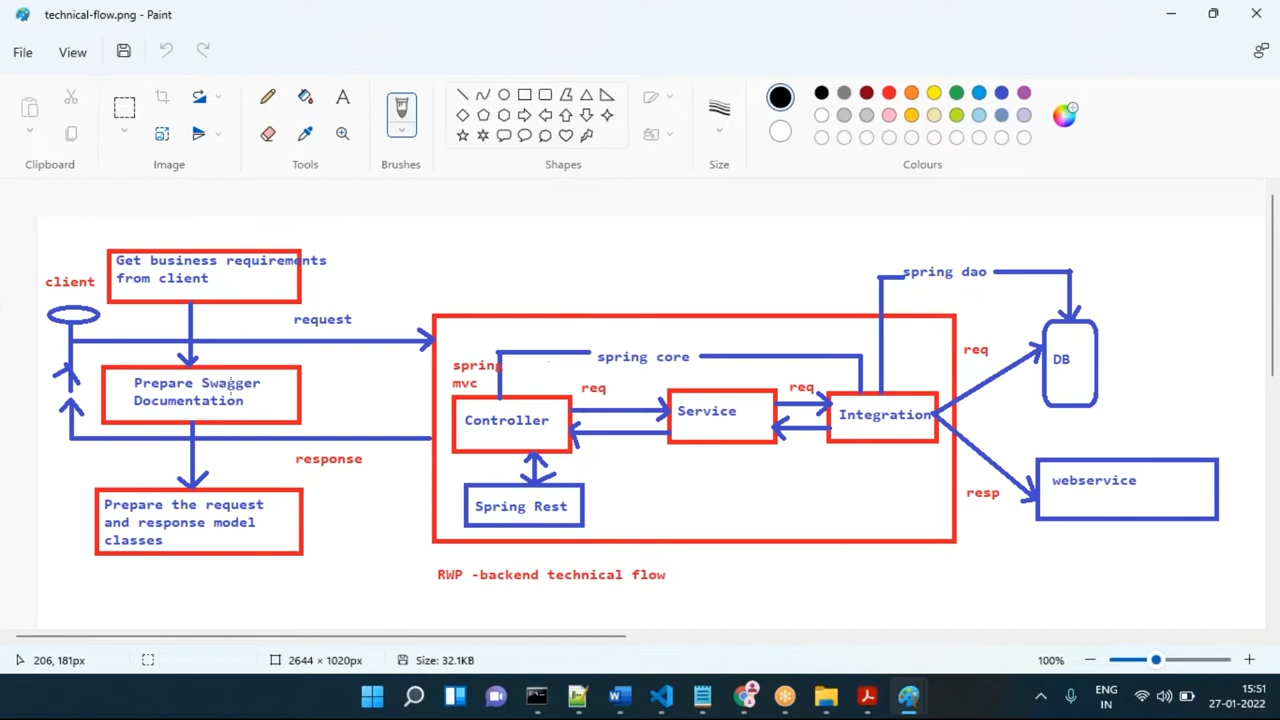 technical-flow.png - Paint
File
View
Clipboard
Image
Tools
Brushes
Shapes
Size
Colours
Get business requirements
from client
client
request
spring dao
spring
mvc
spring core
req
req
req
DB
Prepare Swagger
Documentation
Controller
Service
Integration
response
Spring Rest
webservice
resp
Prepare the request
and response model
classes
RWP -backend technical flow
206, 181px
2644 × 1020px
Size: 32.1KB
100%
ENG
IN
15:51
27-01-2022